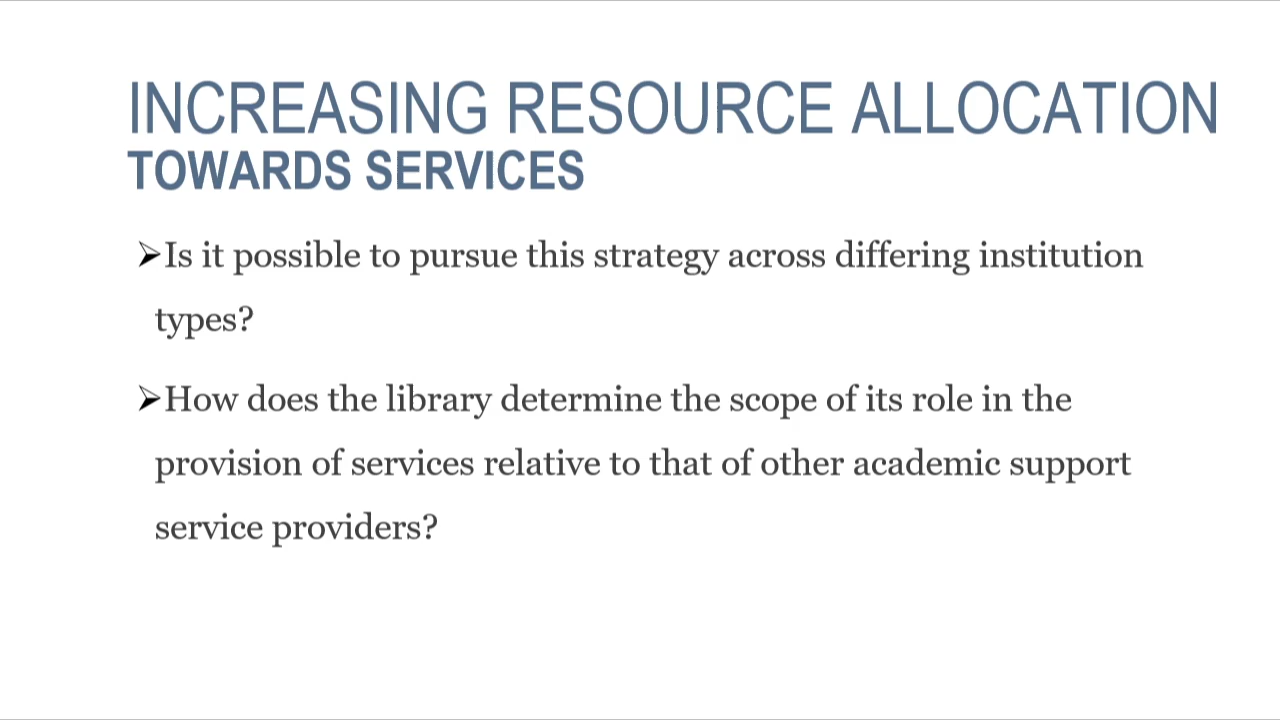 INCREASING RESOURCE ALLOCATION
TOWARDS SERVICES
➢Is it possible to pursue this strategy across differing institution
types?
➢How does the library determine the scope of its role in the
provision of services relative to that of other academic support
service providers?